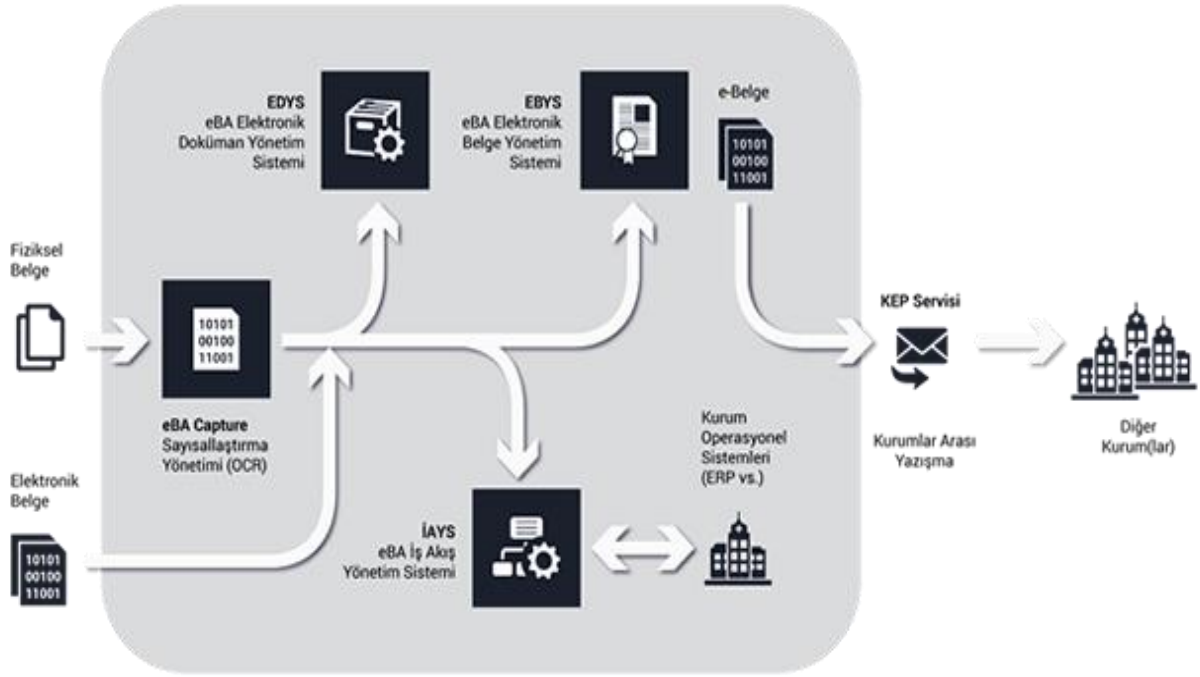 EDYS
eBA Elektronik
Doküman Yönetim
Sistemi
EBYS
eBA Elektronik
Belge Yönetim
Sistemi
e-Belge
10101
00100
11001
Fiziksel
Belge
10101
00100
11001
eBA Capture
Sayısallaştırma
Yönetimi (OCR)
KEP Servisi
Kurumlar Arası
Yazışma
Diğer
Kurum(lar)
Elektronik
Belge
10101
00100
11001
İAYS
eBA İş Akış
Yönetim Sistemi
Kurum
Operasyonel
Sistemleri
(ERP vs.)